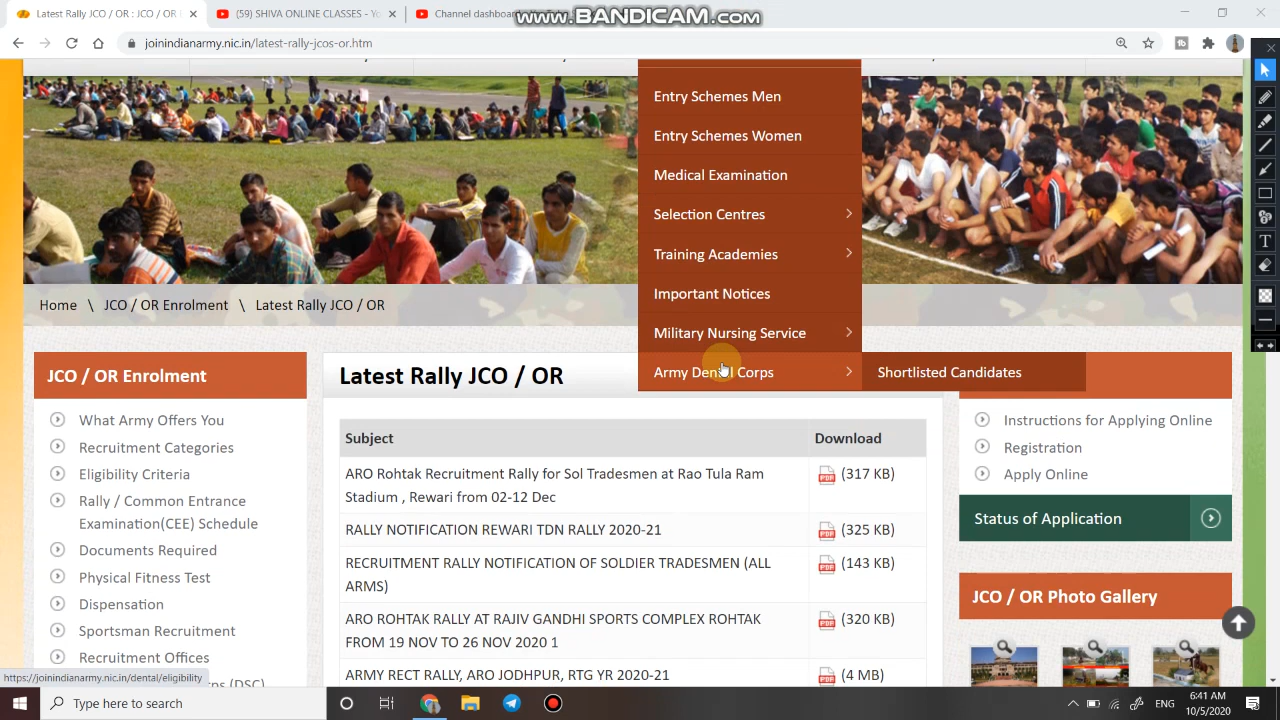 Latest Rally JCO / OR : JCO / OR E
(59) SHIVA ONLINE CLASSES - Yo
Channel dashboard
www.BANDICAM.com
joinindianarmy.nic.in/latest-rally-jcos-or.htm
Entry Schemes Men
Entry Schemes Women
Medical Examination
Selection Centres
Training Academies
Important Notices
Military Nursing Service
Army Dental Corps
Shortlisted Candidates
Home \ JCO / OR Enrolment \ Latest Rally JCO / OR
JCO / OR Enrolment
What Army Offers You
Recruitment Categories
Eligibility Criteria
Rally / Common Entrance
Examination(CEE) Schedule
Documents Required
Physical Fitness Test
Dispensation
Sportsman Recruitment
Recruitment Offices
(DSC)
Latest Rally JCO / OR
Subject Download
ARO Rohtak Recruitment Rally for Sol Tradesmen at Rao Tula Ram (317 KB)
Stadium , Rewari from 02-12 Dec
RALLY NOTIFICATION REWARI TDN RALLY 2020-21 (325 KB)
RECRUITMENT RALLY NOTIFICATION OF SOLDIER TRADESMEN (ALL (143 KB)
ARMS)
ARO ROHTAK RALLY AT RAJIV GANDHI SPORTS COMPLEX ROHTAK (320 KB)
FROM 19 NOV TO 26 NOV 2020 1
ARMY RECT RALLY, ARO JODHPUR, RTG YR 2020-21 (4 MB)
Instructions for Applying Online
Registration
Apply Online
Status of Application
JCO / OR Photo Gallery
https://joinindianarmy.nic.in/dental/eligibility
Type here to search
ENG
6:41 AM
10/5/2020